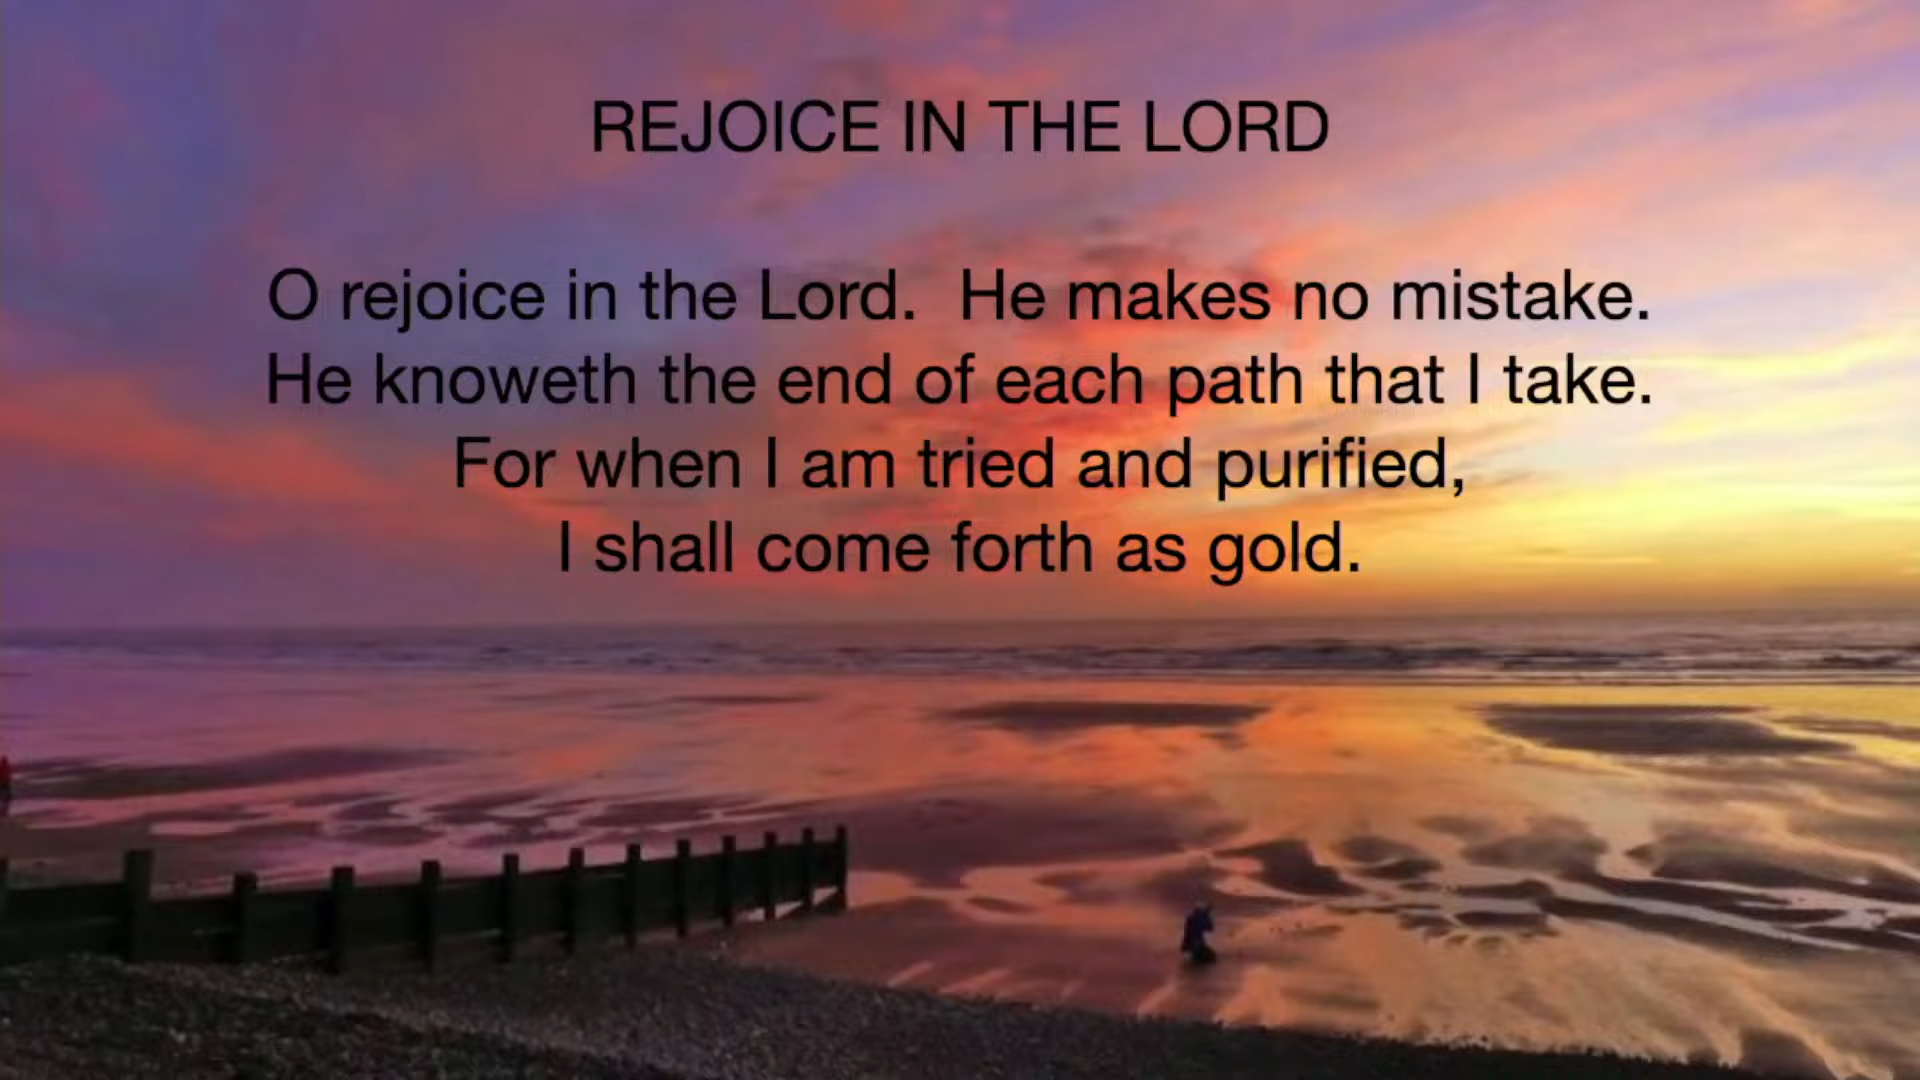 REJOICE IN THE LORD
O rejoice in the Lord.  He makes no mistake.
He knoweth the end of each path that I take.
For when I am tried and purified,
I shall come forth as gold.